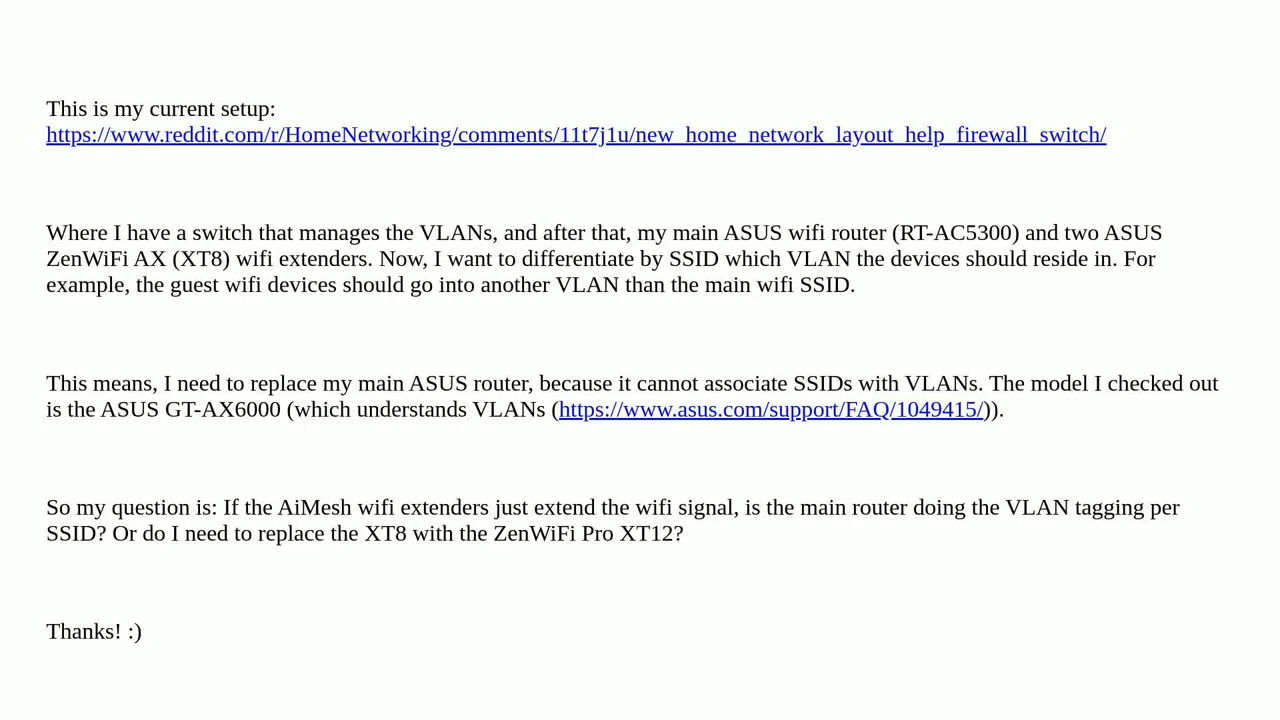 This is my current setup:
https://www.reddit.com/r/HomeNetworking/comments/11t7j1u/new_home_network_layout_help_firewall_switch/
Where I have a switch that manages the VLANs, and after that, my main ASUS wifi router (RT-AC5300) and two ASUS
ZenWiFi AX (XT8) wifi extenders. Now, I want to differentiate by SSID which VLAN the devices should reside in. For
example, the guest wifi devices should go into another VLAN than the main wifi SSID.
This means, I need to replace my main ASUS router, because it cannot associate SSIDs with VLANs. The model I checked out
is the ASUS GT-AX6000 (which understands VLANs (https://www.asus.com/support/FAQ/1049415/)).
So my question is: If the AiMesh wifi extenders just extend the wifi signal, is the main router doing the VLAN tagging per
SSID? Or do I need to replace the XT8 with the ZenWiFi Pro XT12?
Thanks! :)